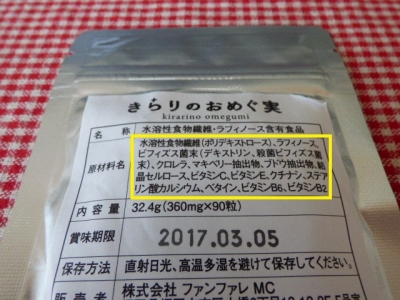 きらりのおめぐ実
kirarino omegumi
名 称 水溶性食物繊維・ラフィノース含有食品
原材料名 水溶性食物繊維(ポリデキストロース)、ラフィノース、
ビフィズス菌末(デキストリン、殺菌ビフィズス菌
末)、クロレラ、マキベリー抽出物、ブドウ抽出物、結
晶セルロース、ビタミンC、ビタミンE、クチナシ、ステア
リン酸カルシウム、ベタイン、ビタミンB6、ビタミンB2
内容量 32.4g(360mg×90粒)
賞味期限 2017.03.05
保存方法 直射日光、高温多湿を避けて保存してください。
販売者 株式会社 ファンファレ MC